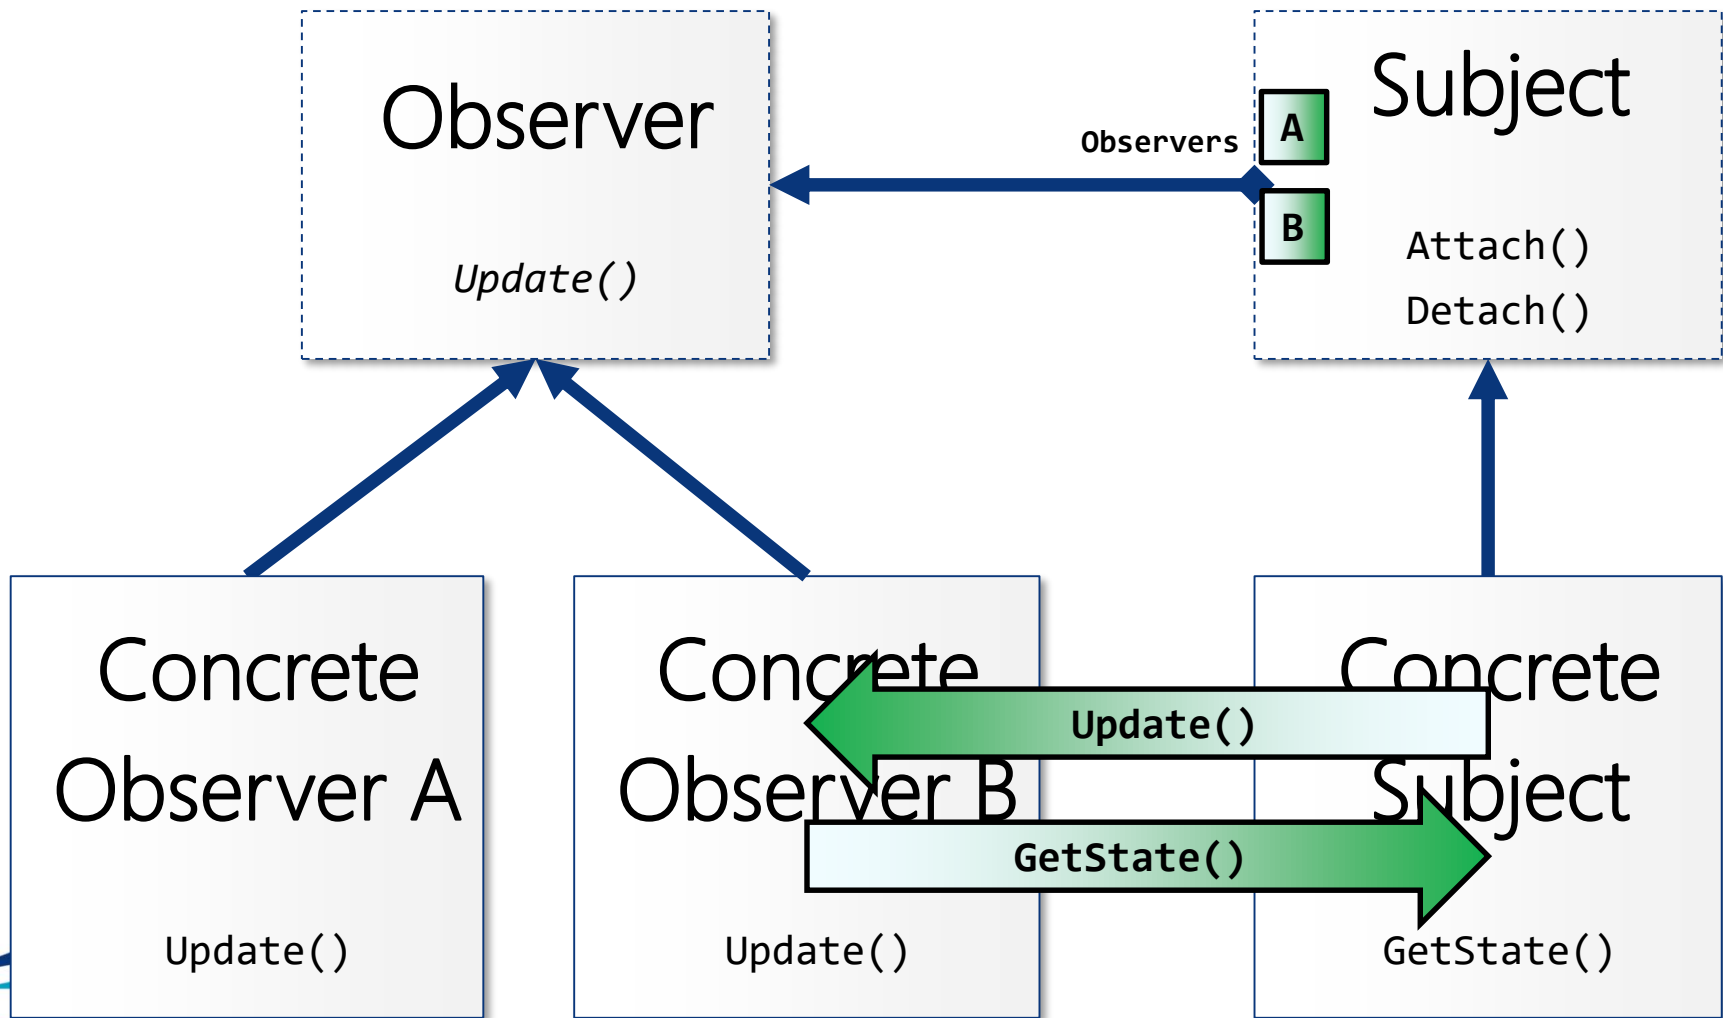 Observer
Update()
Observers
A
B
Subject
Attach()
Detach()
Concrete
Observer A
Update()
Concrete
Observer B
Update()
Concrete
Subject
GetState()
Update()
GetState()